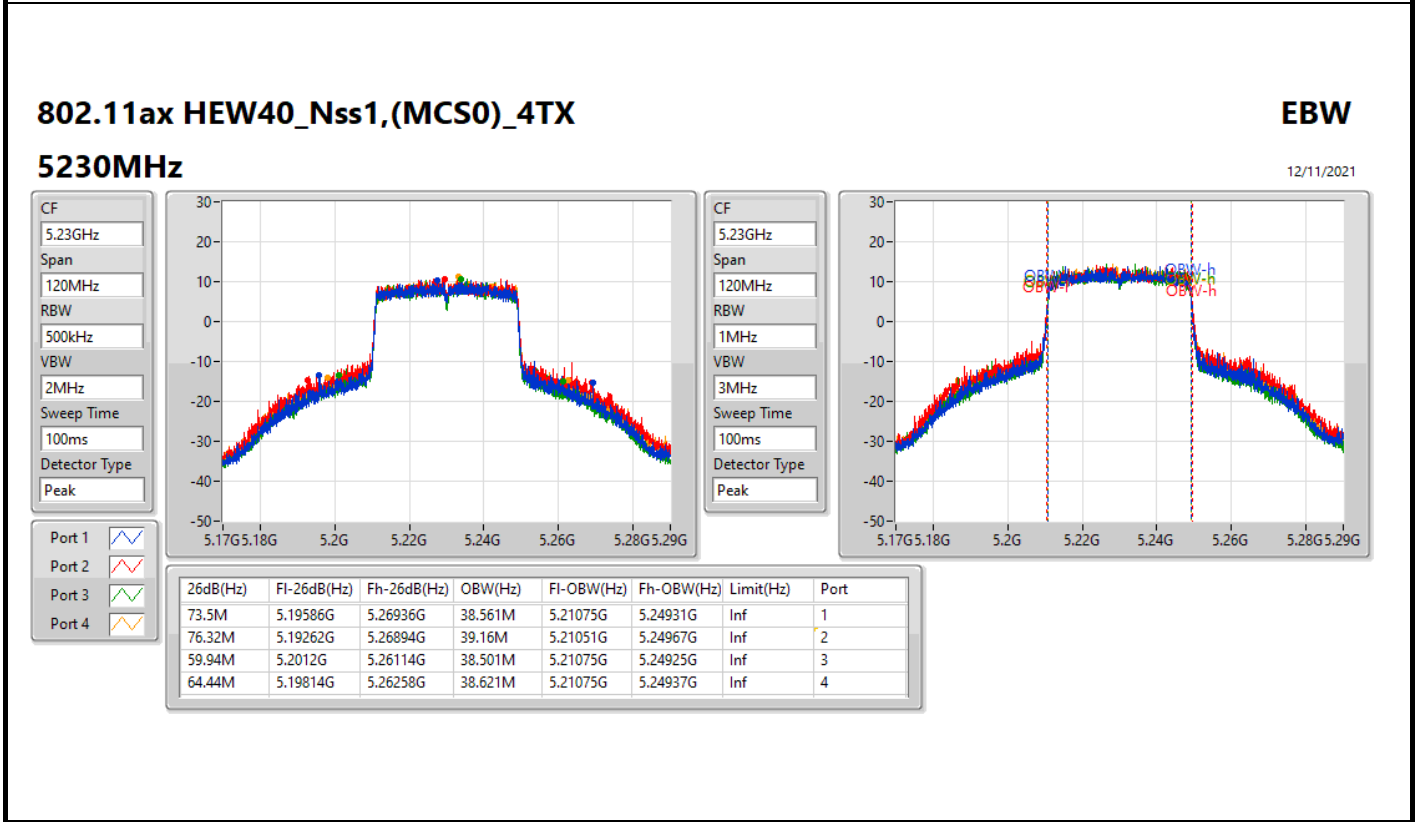 802.11ax HEW40_Nss1,(MCS0)_4TX EBW
5230MHz 12/11/2021
CF
5.23GHz
Span
120MHz
RBW
500kHz
VBW
2MHz
Sweep Time
100ms
Detector Type
Peak
30
20
10
0
-10
-20
-30
-40
-50
5.17G 5.18G 5.2G 5.22G 5.24G 5.26G 5.28G 5.29G
CF
5.23GHz
Span
120MHz
RBW
1MHz
VBW
3MHz
Sweep Time
100ms
Detector Type
Peak
30
20
10
0
-10
-20
-30
-40
-50
OBW-h
OBW-h
5.17G 5.18G 5.2G 5.22G 5.24G 5.26G 5.28G 5.29G
Port 1
Port 2
Port 3
Port 4
26dB(Hz) Fl-26dB(Hz) Fh-26dB(Hz) OBW(Hz) Fl-OBW(Hz) Fh-OBW(Hz) Limit(Hz) Port
73.5M 5.19586G 5.26936G 38.561M 5.21075G 5.24931G Inf 1
76.32M 5.19262G 5.26894G 39.16M 5.21051G 5.24967G Inf 2
59.94M 5.2012G 5.26114G 38.501M 5.21075G 5.24925G Inf 3
64.44M 5.19814G 5.26258G 38.621M 5.21075G 5.24937G Inf 4